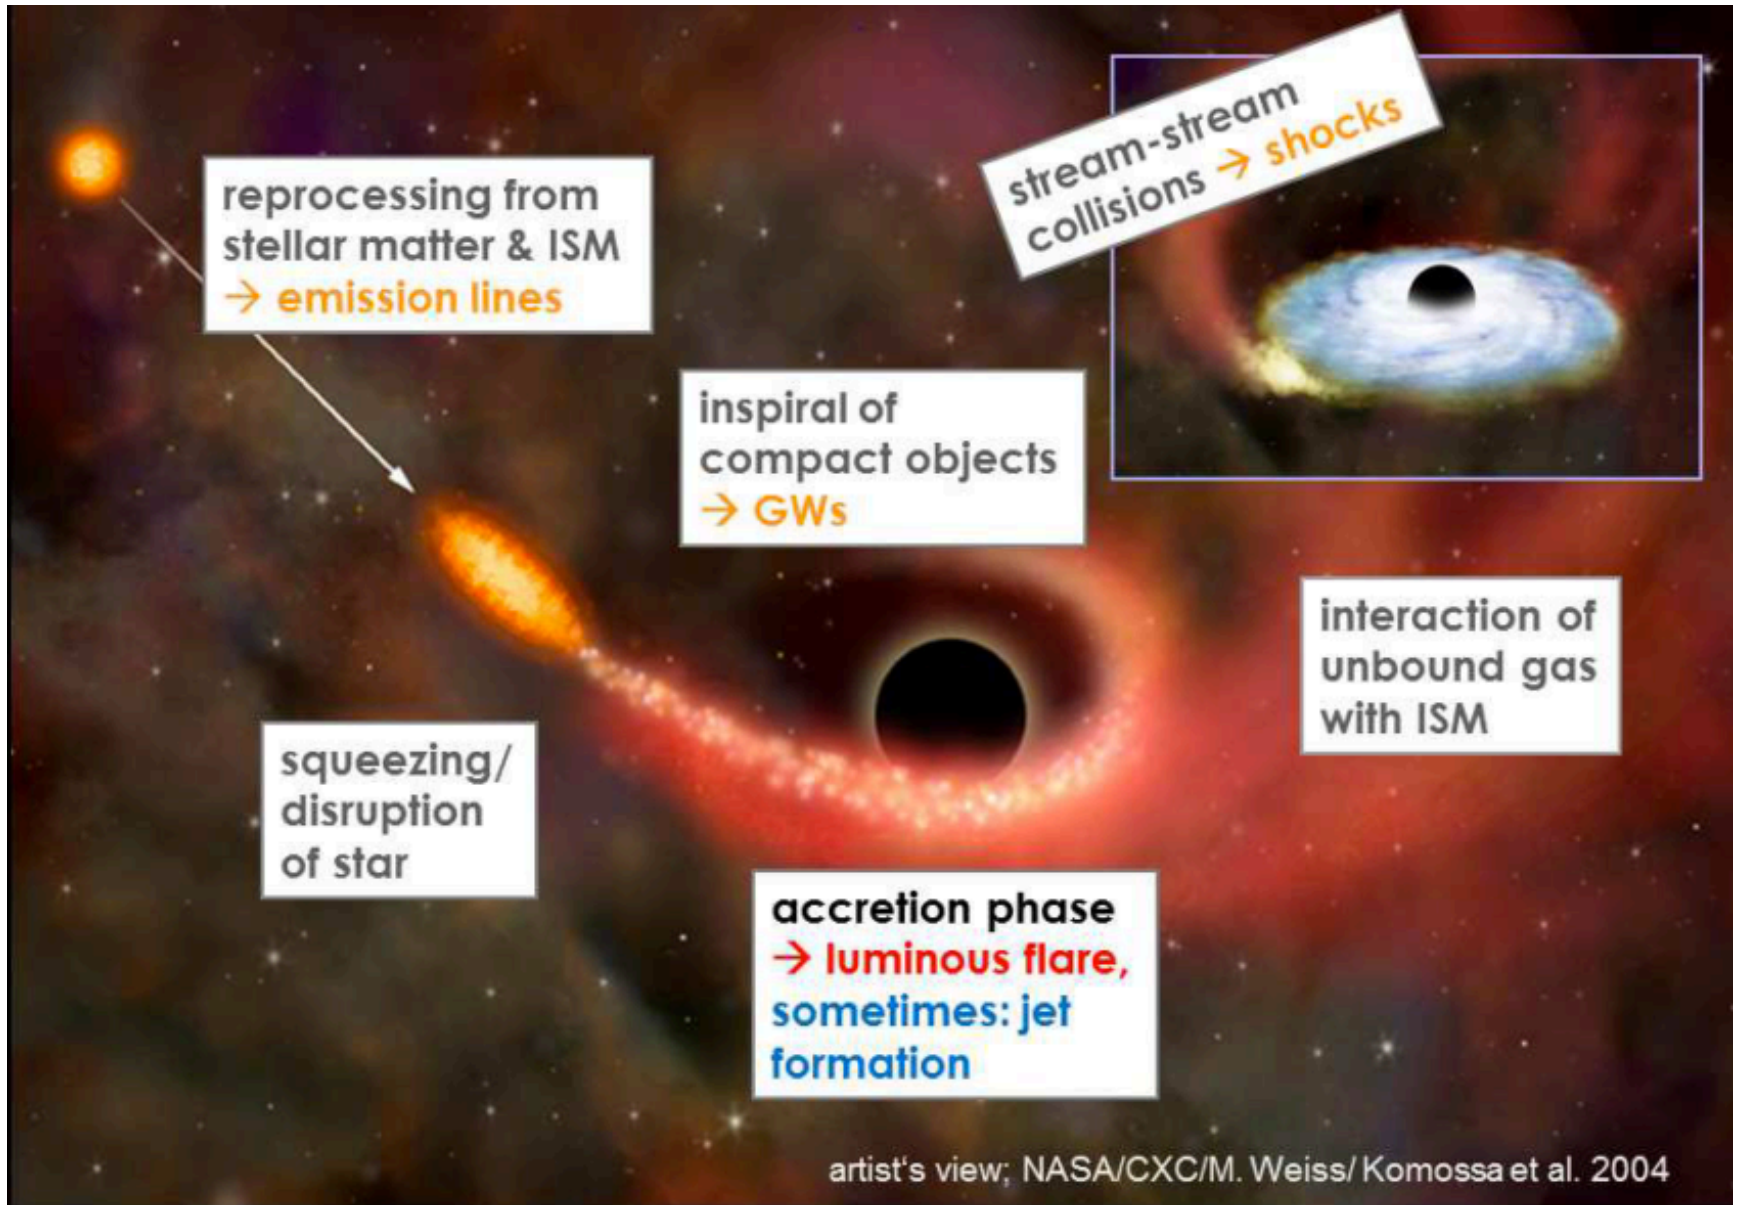 stream-stream
collisions → shocks
reprocessing from
stellar matter & ISM
→ emission lines
inspiral of
compact objects
→ GWs
interaction of
unbound gas
with ISM
squeezing/
disruption
of star
accretion phase
→ luminous flare,
sometimes: jet
formation
artist‘s view; NASA/CXC/M. Weiss/ Komossa et al. 2004